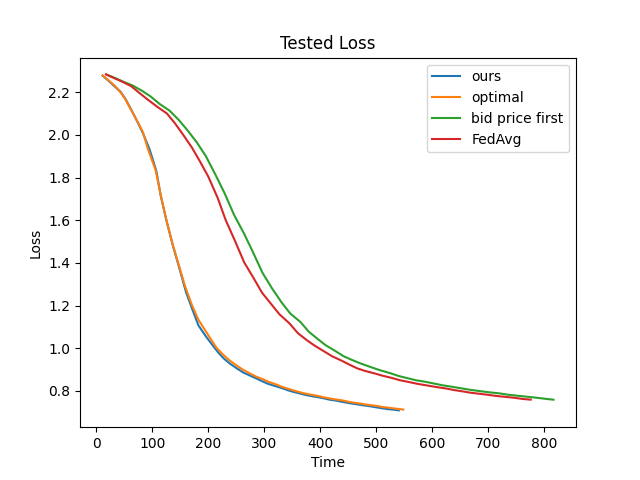 Tested Loss
ours
optimal
bid price first
FedAvg
2.2
2.0
1.8
1.6
1.4
1.2
1.0
0.8
Loss
0 100 200 300 400 500 600 700 800
Time